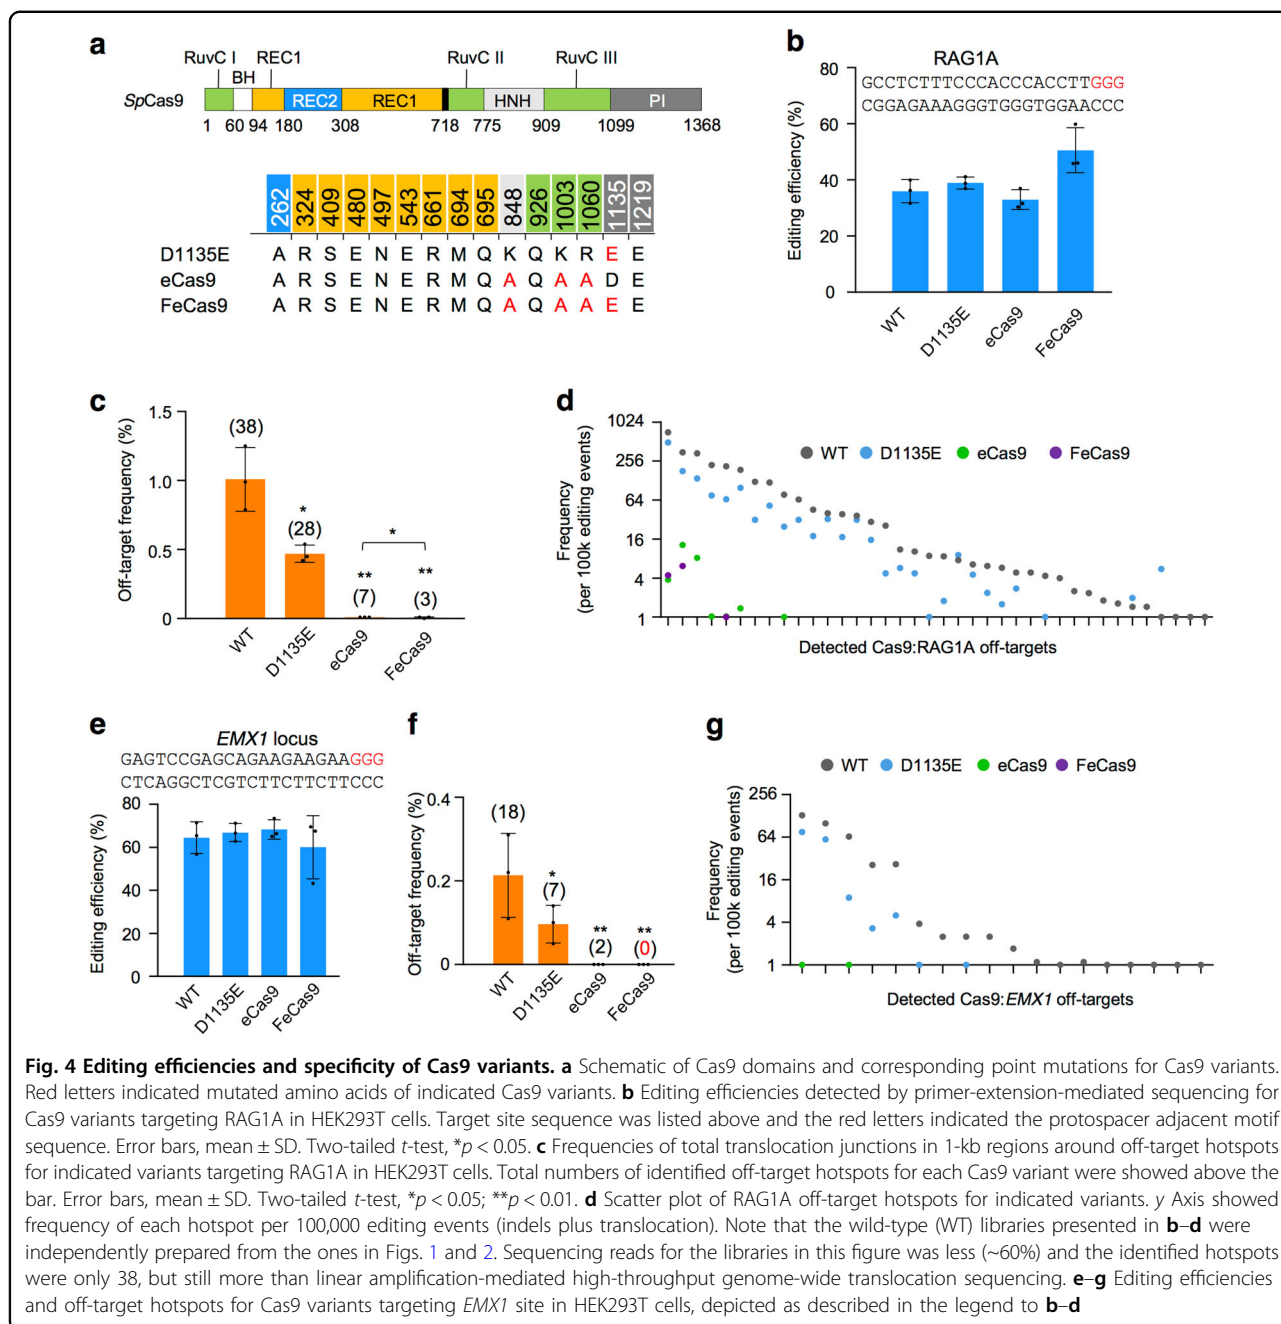 a
RuvC I
REC1
RuvC II
RuvC III
BH
SpCas9
REC2
REC1
HNH
PI
1 60 94 180 308 718 775 909 1099 1368
262 324 409 480 497 543 661 694 695 848 926 1003 1060 1135 1219
D1135E A R S E N E R M Q K Q K R E E
eCas9 A R S E N E R M Q A Q A A D E
FeCas9 A R S E N E R M Q A Q A A E E
b
RAG1A
GCCTCTTTCCCACCCACCTTGGG
CGGAGAAAGGGTGGGTGGAACCC
Editing efficiency (%)
80
60
40
20
0
WT
D1135E
eCas9
FeCas9
c
Off-target frequency (%)
1.5
1.0
0.5
0
(38)
*
(28)
**
(7)
*
**
(3)
WT
D1135E
eCas9
FeCas9
d
Frequency
(per 100k editing events)
1024
256
64
16
4
1
WT D1135E eCas9 FeCas9
Detected Cas9:RAG1A off-targets
e
EMX1 locus
GAGTCCGAGCAGAAGAAGAAGGG
CTCAGGCTCGTCTTCTTCTTCCC
Editing efficiency (%)
80
60
40
20
0
WT
D1135E
eCas9
FeCas9
f
Off-target frequency (%)
0.4
0.2
0
(18)
*
(7)
**
(2)
**
(0)
WT
D1135E
eCas9
FeCas9
g
WT D1135E eCas9 FeCas9
Frequency
(per 100k editing events)
256
64
16
4
1
Detected Cas9:EMX1 off-targets
Fig. 4 Editing efficiencies and specificity of Cas9 variants. a Schematic of Cas9 domains and corresponding point mutations for Cas9 variants.
Red letters indicated mutated amino acids of indicated Cas9 variants. b Editing efficiencies detected by primer-extension-mediated sequencing for
Cas9 variants targeting RAG1A in HEK293T cells. Target site sequence was listed above and the red letters indicated the protospacer adjacent motif
sequence. Error bars, mean ± SD. Two-tailed t-test, *p < 0.05. c Frequencies of total translocation junctions in 1-kb regions around off-target hotspots
for indicated variants targeting RAG1A in HEK293T cells. Total numbers of identified off-target hotspots for each Cas9 variant were showed above the
bar. Error bars, mean ± SD. Two-tailed t-test, *p < 0.05; **p < 0.01. d Scatter plot of RAG1A off-target hotspots for indicated variants. y Axis showed
frequency of each hotspot per 100,000 editing events (indels plus translocation). Note that the wild-type (WT) libraries presented in b–d were
independently prepared from the ones in Figs. 1 and 2. Sequencing reads for the libraries in this figure was less (~60%) and the identified hotspots
were only 38, but still more than linear amplification-mediated high-throughput genome-wide translocation sequencing. e–g Editing efficiencies
and off-target hotspots for Cas9 variants targeting EMX1 site in HEK293T cells, depicted as described in the legend to b–d